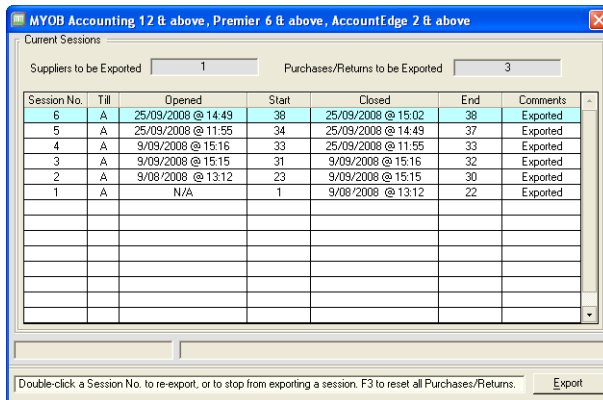 MYOB Accounting 12 & above, Premier 6 & above, AccountEdge 2 & above
Current Sessions
Suppliers to be Exported 1 Purchases/Returns to be Exported 3
Session No. Till Opened Start Closed End Comments
6 A 25/09/2008 @ 14:49 38 25/09/2008 @ 15:02 38 Exported
5 A 25/09/2008 @ 11:55 34 25/09/2008 @ 14:49 37 Exported
4 A 9/09/2008 @ 15:16 33 25/09/2008 @ 11:55 33 Exported
3 A 9/09/2008 @ 15:15 31 9/09/2008 @ 15:16 32 Exported
2 A 9/08/2008 @ 13:12 23 9/09/2008 @ 15:15 30 Exported
1 A N/A 1 9/08/2008 @ 13:12 22 Exported
Double-click a Session No. to re-export, or to stop from exporting a session. F3 to reset all Purchases/Returns. Export